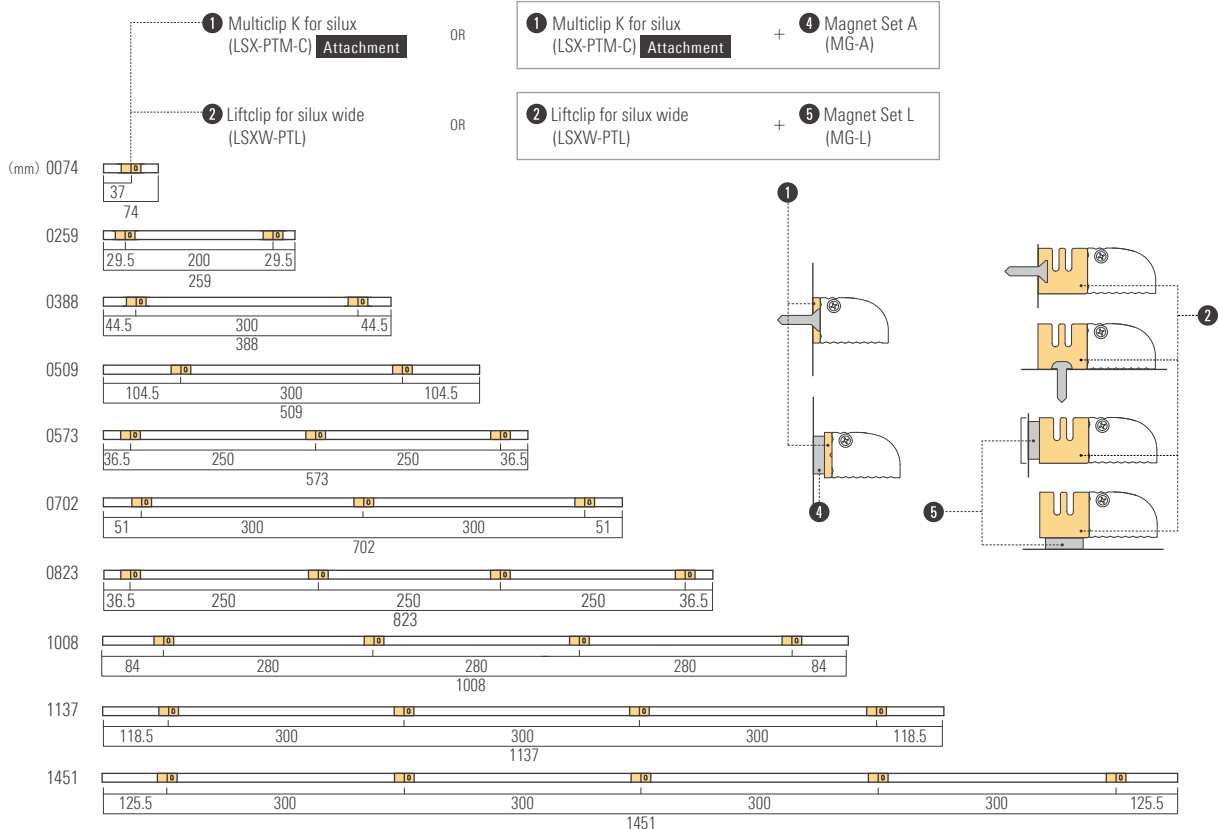 1 Multiclip K for silux
(LSX-PTM-C) Attachment
OR
1 Multiclip K for silux
(LSX-PTM-C) Attachment
+
4 Magnet Set A
(MG-A)
2 Liftclip for silux wide
(LSXW-PTL)
OR
2 Liftclip for silux wide
(LSXW-PTL)
+
5 Magnet Set L
(MG-L)
(mm) 0074
37
74
0259
29.5 200 29.5
259
0388
44.5 300 44.5
388
0509
104.5 300 104.5
509
0573
36.5 250 250 36.5
573
0702
51 300 300 51
702
0823
36.5 250 250 250 36.5
823
1008
84 280 280 280 84
1008
1137
118.5 300 300 300 118.5
1137
1451
125.5 300 300 300 300 125.5
1451
1
4
2
5